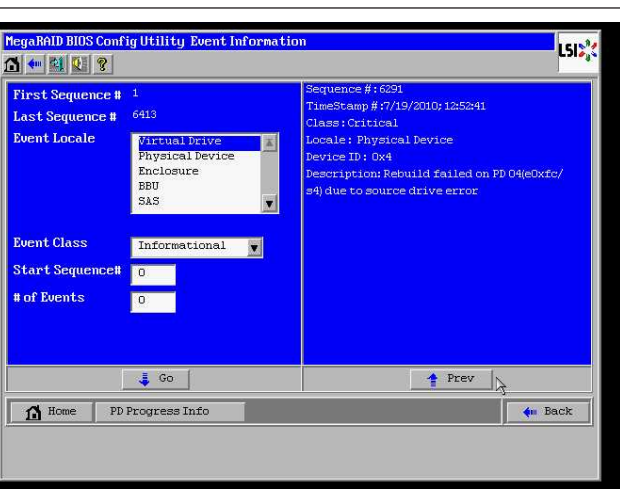 MegaRAID BIOS Config Utility Event Information
LSI
First Sequence # 1
Last Sequence # 6413
Event Locale
Virtual Drive
Physical Device
Enclosure
BBU
SAS
Event Class Informational
Start Sequence# 0
# of Events 0
Go
Sequence #: 6291
TimeStamp #:7/19/2010; 12:52:41
Class: Critical
Locale: Physical Device
Device ID: 0x4
Description: Rebuild failed on PD 04(e0xfc/
s4) due to source drive error
Prev
Home
PD Progress Info
Back